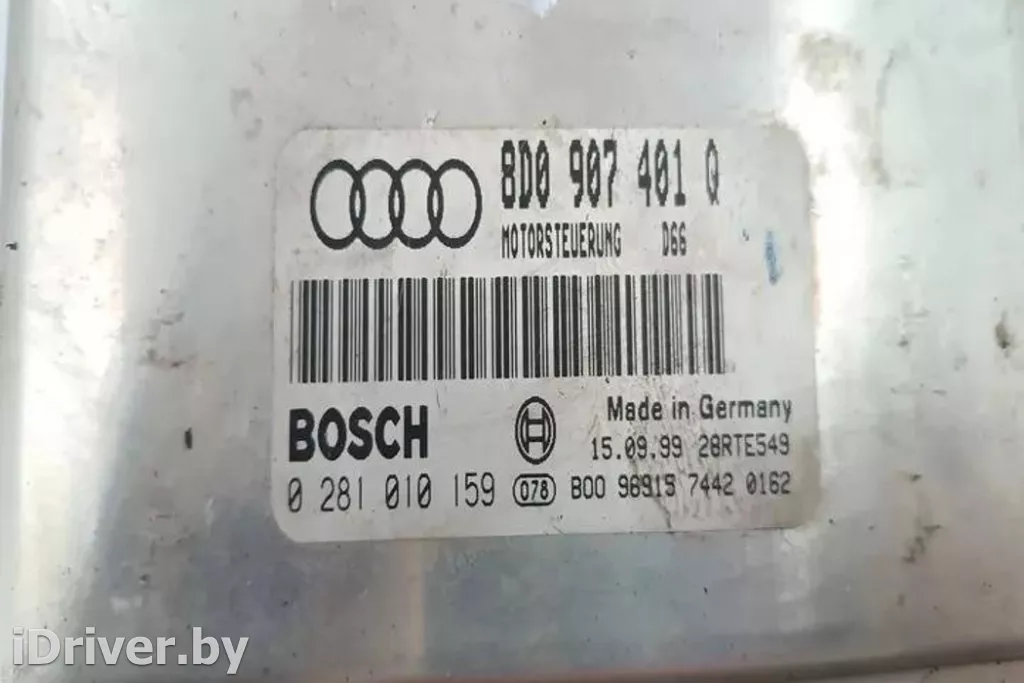 8D0 907 401 Q
MOTORSTEUERUNG D66
BOSCH
Made in Germany
15.09.99 28RTE549
0 281 010 159 078 B00 96915 7442 0162
iDriver.by